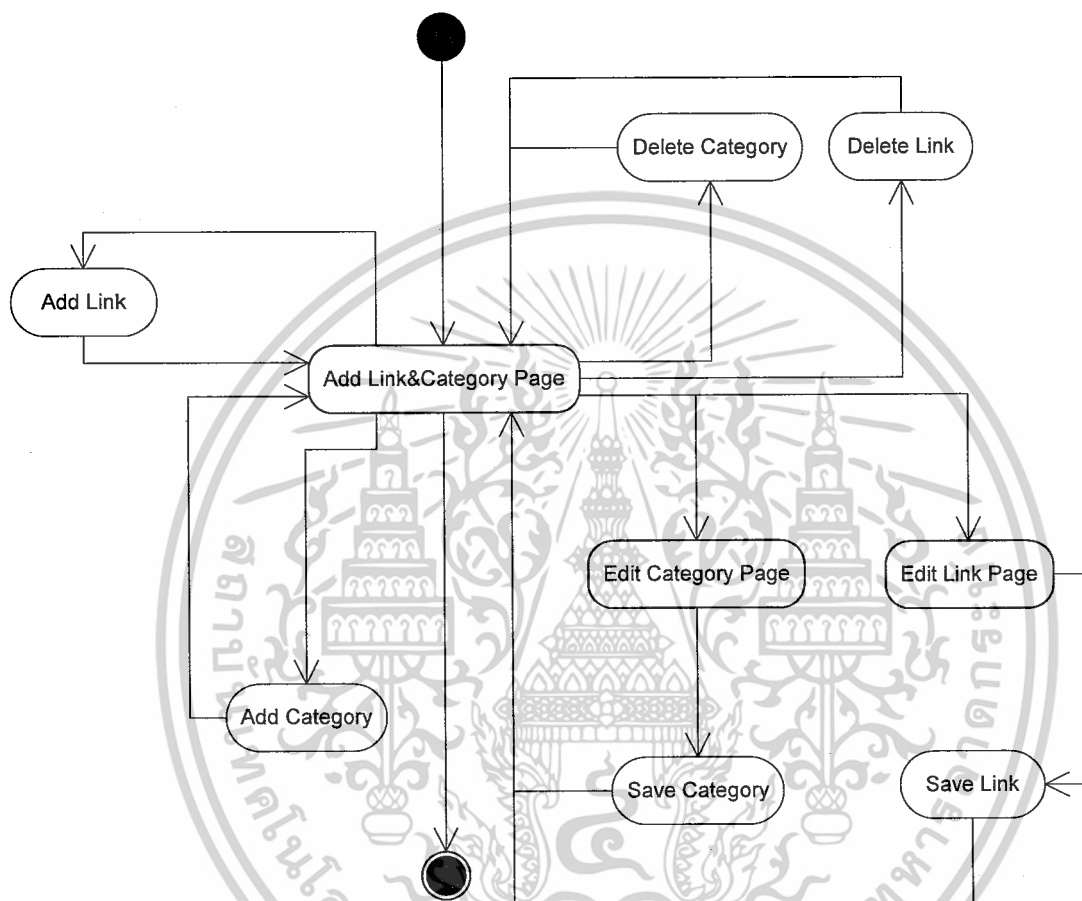 Delete Category
Delete Link
Add Link
Add Link&Category Page
Edit Category Page
Edit Link Page
Add Category
Save Category
Save Link